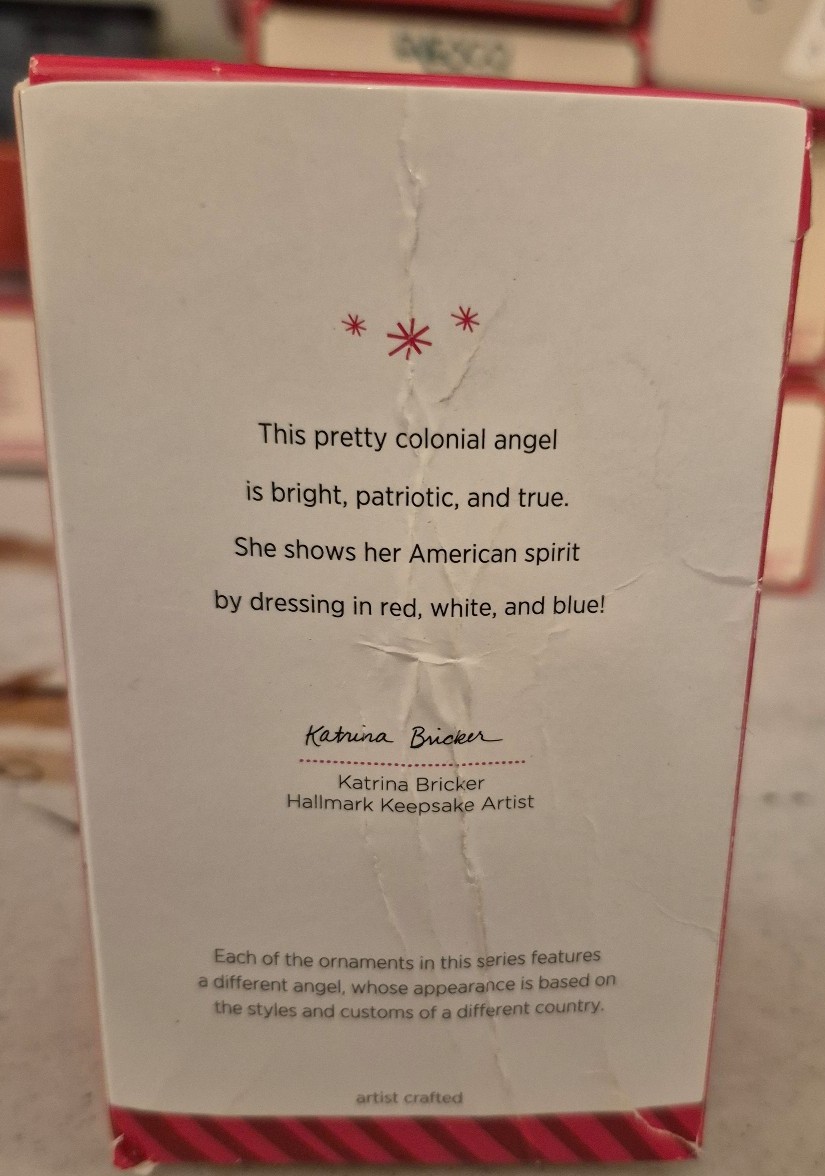 This pretty colonial angel
is bright, patriotic, and true.
She shows her American spirit
by dressing in red, white, and blue!
Katrina Bricker
Katrina Bricker
Hallmark Keepsake Artist
Each of the ornaments in this series features
a different angel, whose appearance is based on
the styles and customs of a different country.
artist crafted